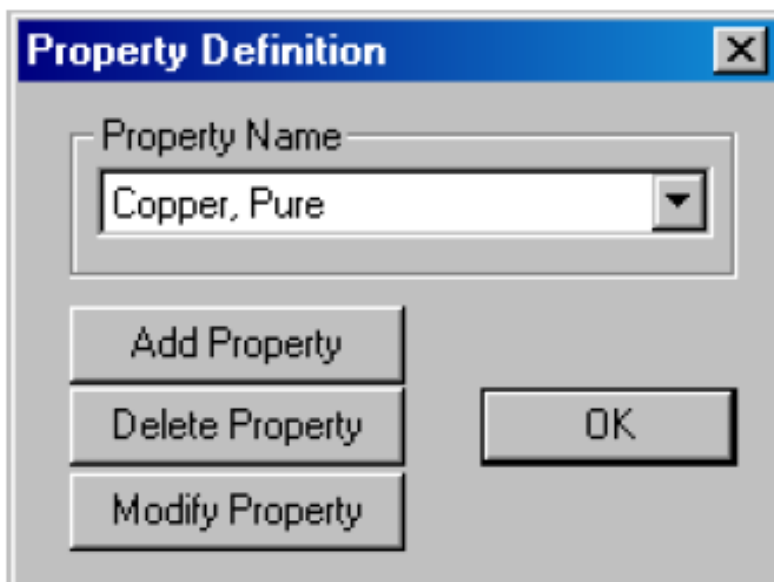 Property Definition
Property Name
Copper, Pure
Add Property
Delete Property
OK
Modify Property